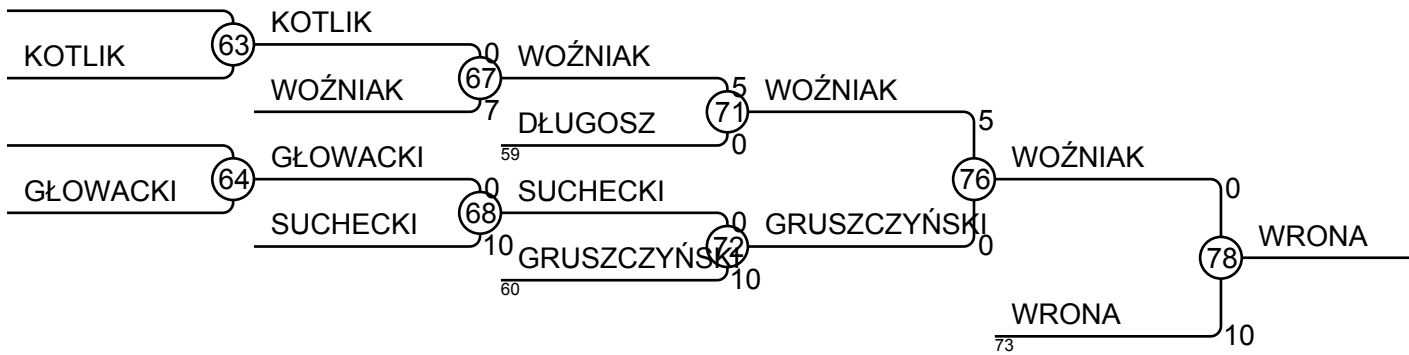 KOTLIK
63
KOTLIK
0
67
WOŹNIAK
7
WOŹNIAK
5
71
DŁUGOSZ
59
0
WOŹNIAK
5
GŁOWACKI
64
GŁOWACKI
0
68
SUCHECKI
10
SUCHECKI
0
72
GRUSZCZYŃSKI
60
10
GRUSZCZYŃSKI
0
76
WOŹNIAK
0
78
WRONA
73
10
WRONA